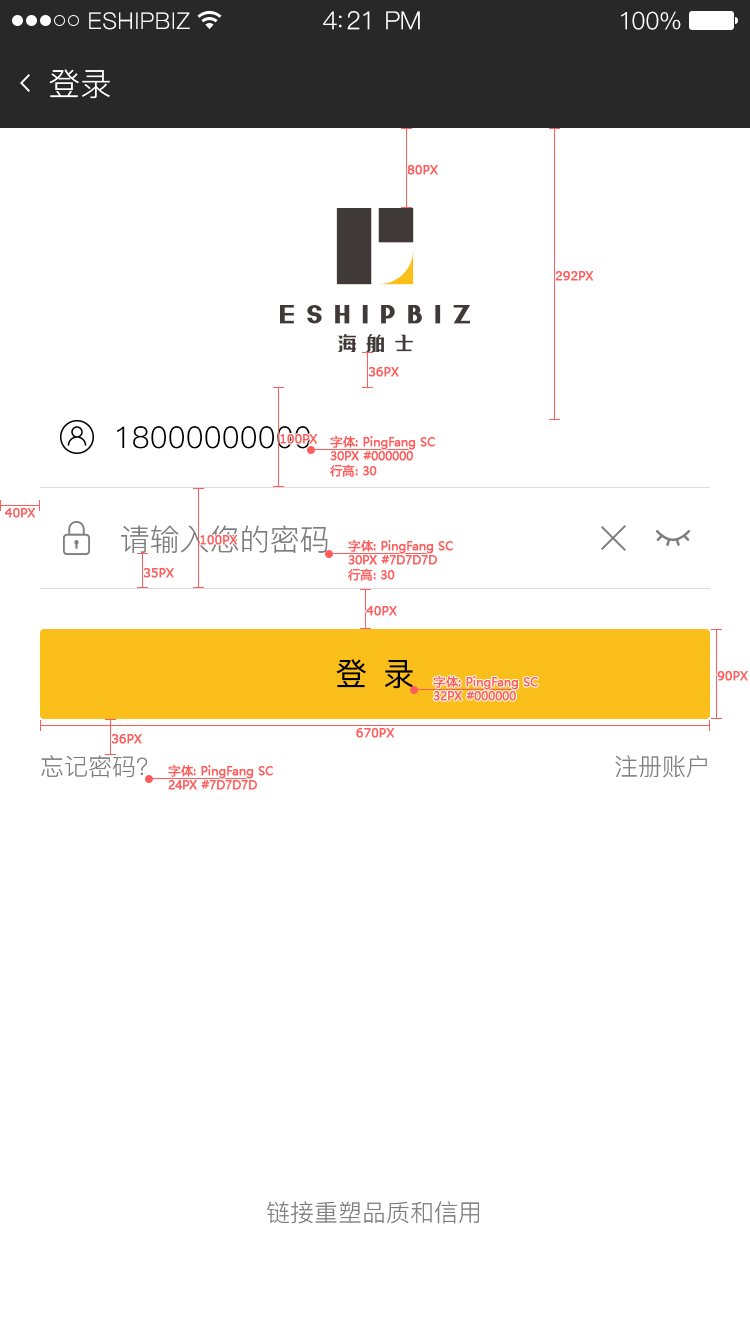 ESHIPBIZ 4:21 PM 100%
登录
80PX
292PX
ESHIPBIZ
海舶士
36PX
18000000000
100PX
字体: PingFang SC
30PX #000000
行高: 30
40PX
请输入您的密码
100PX
字体: PingFang SC
30PX #7D7D7D
行高: 30
35PX
40PX
登 录
字体: PingFang SC
32PX #000000
90PX
670PX
36PX
忘记密码?
字体: PingFang SC
24PX #7D7D7D
注册账户
链接重塑品质和信用